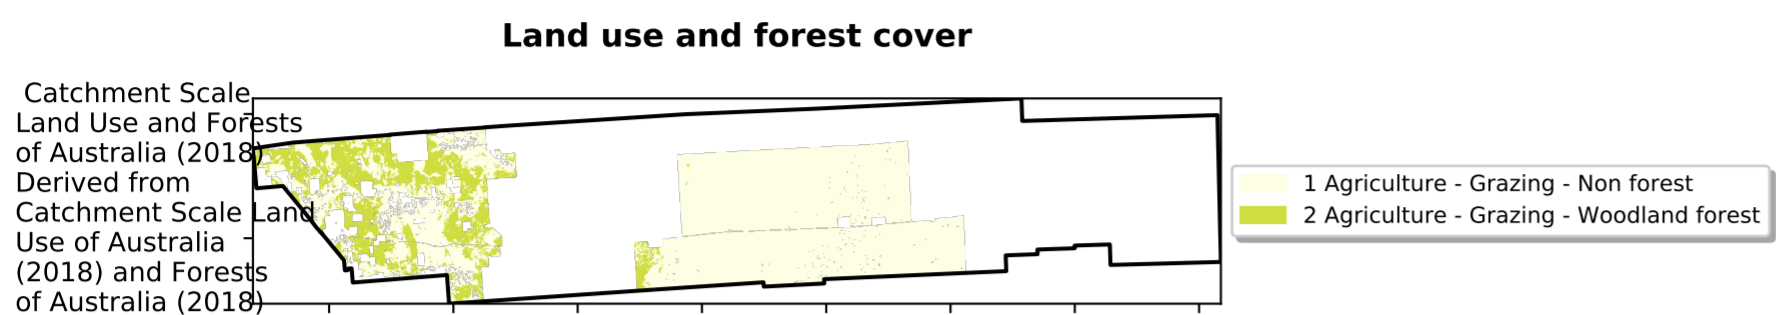 Land use and forest cover
Catchment Scale
Land Use and Forests
of Australia (2018)
Derived from
Catchment Scale Land
Use of Australia
(2018) and Forests
of Australia (2018)
1 Agriculture - Grazing - Non forest
2 Agriculture - Grazing - Woodland forest